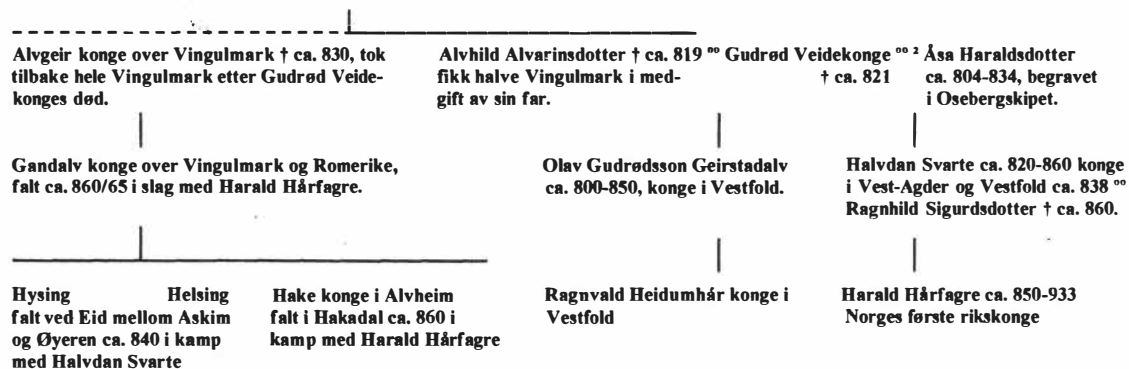 Alvgeir konge over Vingulmark † ca. 830, tok
tilbake hele Vingulmark etter Gudrød Veide-
konges død.
Alvhild Alvarinsdotter † ca. 819 ∞ Gudrød Veidekonge ∞ ² Åsa Haraldsdotter
fikk halve Vingulmark i med-
gift av sin far.
† ca. 821
ca. 804-834, begravet
i Osebergskipet.
Gandalv konge over Vingulmark og Romerike,
falt ca. 860/65 i slag med Harald Hårfagre.
Olav Gudrødsson Geirstadalv
ca. 800-850, konge i Vestfold.
Halvdan Svarte ca. 820-860 konge
i Vest-Agder og Vestfold ca. 838 ∞
Ragnhild Sigurdsdotter † ca. 860.
Hysing Helsing
falt ved Eid mellom Askim
og Øyeren ca. 840 i kamp
med Halvdan Svarte
Hake konge i Alvheim
falt i Hakadal ca. 860 i
kamp med Harald Hårfagre
Ragnvald Heidumhár konge i
Vestfold
Harald Hårfagre ca. 850-933
Norges første rikskonge